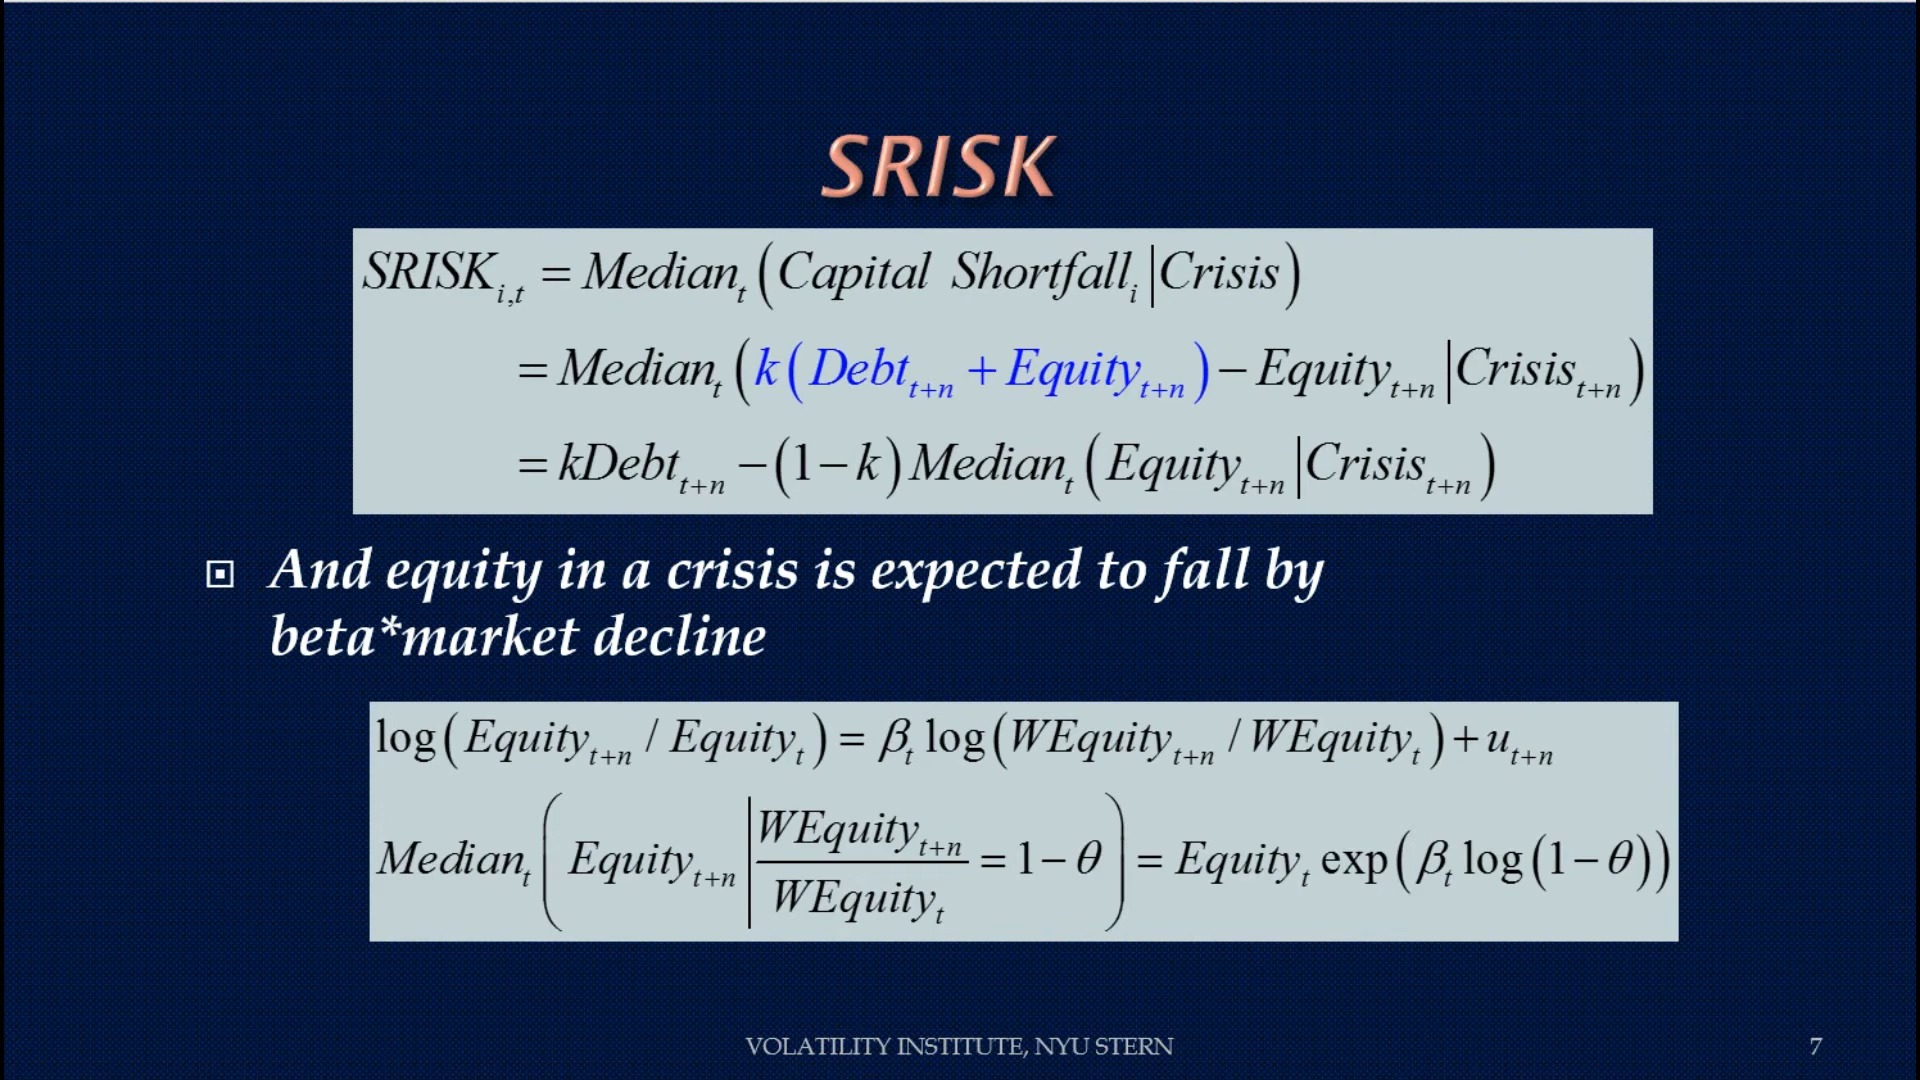 SRISK
SRISK_{i,t} = Median_t (Capital Shortfall_i | Crisis)
= Median_t (k(Debt_{t+n} + Equity_{t+n}) − Equity_{t+n} | Crisis_{t+n})
= kDebt_{t+n} − (1 − k) Median_t (Equity_{t+n} | Crisis_{t+n})
And equity in a crisis is expected to fall by
beta*market decline
log(Equity_{t+n} / Equity_t) = β_t log(WEquity_{t+n} / WEquity_t) + u_{t+n}
Median_t (Equity_{t+n} | WEquity_{t+n} / WEquity_t = 1 − θ) = Equity_t exp(β_t log(1 − θ))
VOLATILITY INSTITUTE, NYU STERN 7